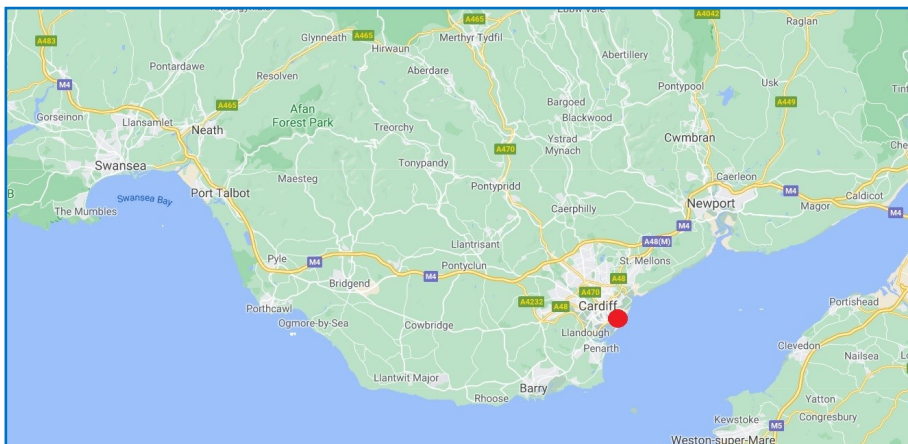 A4042
Raglan
A483
Glynneath
A465
Merthyr Tydfil
A465
Hirwaun
Abertillery
Pontardawe
Resolven
Aberdare
Usk
M4
Pontypool
A465
Bargoed
A449
Gorseinon
Llansamlet
Afan
Forest Park
Blackwood
Neath
Treorchy
Cwmbran
A470
Ystrad
Mynach
Swansea
Tonypandy
Maesteg
Caerleon
Pontypridd
M4
Caldicot
B
Port Talbot
Swansea Bay
Newport
Magor
M4
The Mumbles
Caerphilly
M4
Llantrisant
A48(M)
Pyle
M4
Pontyclun
St. Mellons
M4
A48
Bridgend
A470
Porthcawl
A4232
A48
Cardiff
Portishead
Ogmore-by-Sea
Cowbridge
Llandough
Penarth
Clevedon
Nailsea
Llantwit Major
Barry
Rhoose
Yatton
Kewstoke
Congresbury
M5
Weston-super-Mare